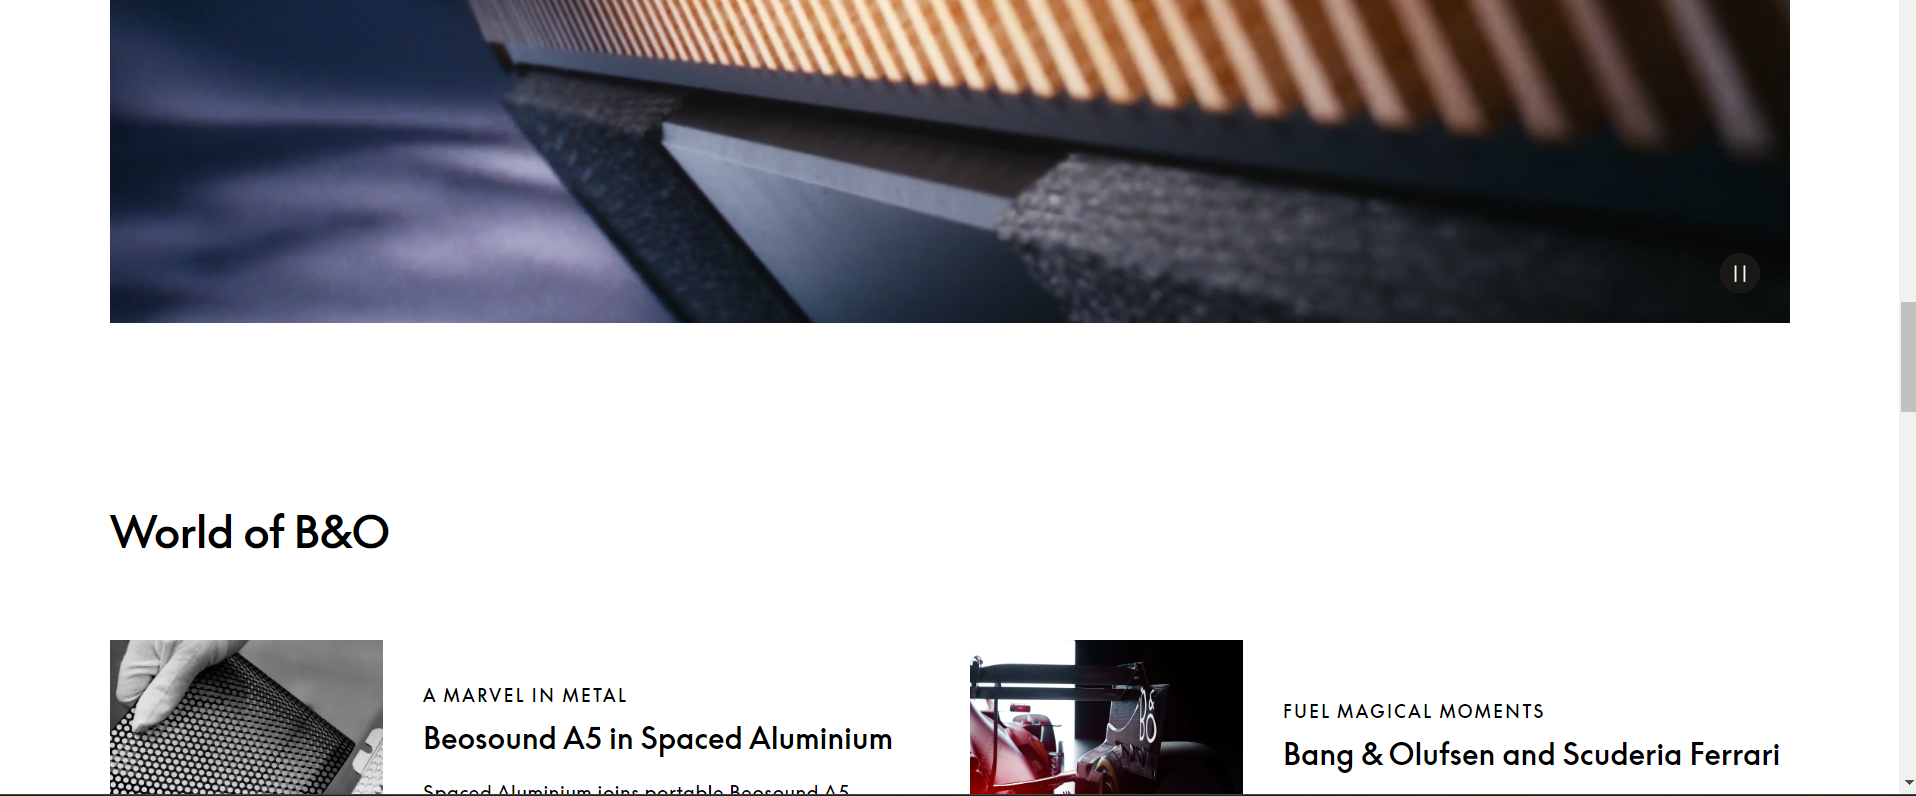 World of B&O
A MARVEL IN METAL
Beosound A5 in Spaced Aluminium
Spaced Aluminium joins portable Beosound A5
B&O
FUEL MAGICAL MOMENTS
Bang & Olufsen and Scuderia Ferrari